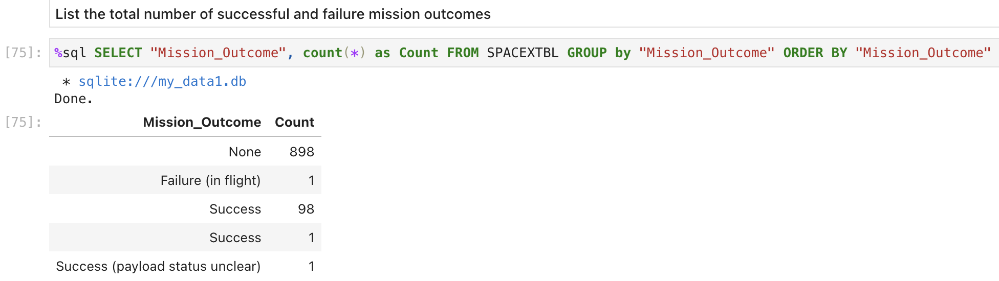 List the total number of successful and failure mission outcomes
[75]: %sql SELECT "Mission_Outcome", count(*) as Count FROM SPACEXTBL GROUP by "Mission_Outcome" ORDER BY "Mission_Outcome"
* sqlite:///my_data1.db
Done.
[75]: Mission_Outcome Count
None 898
Failure (in flight) 1
Success 98
Success 1
Success (payload status unclear) 1